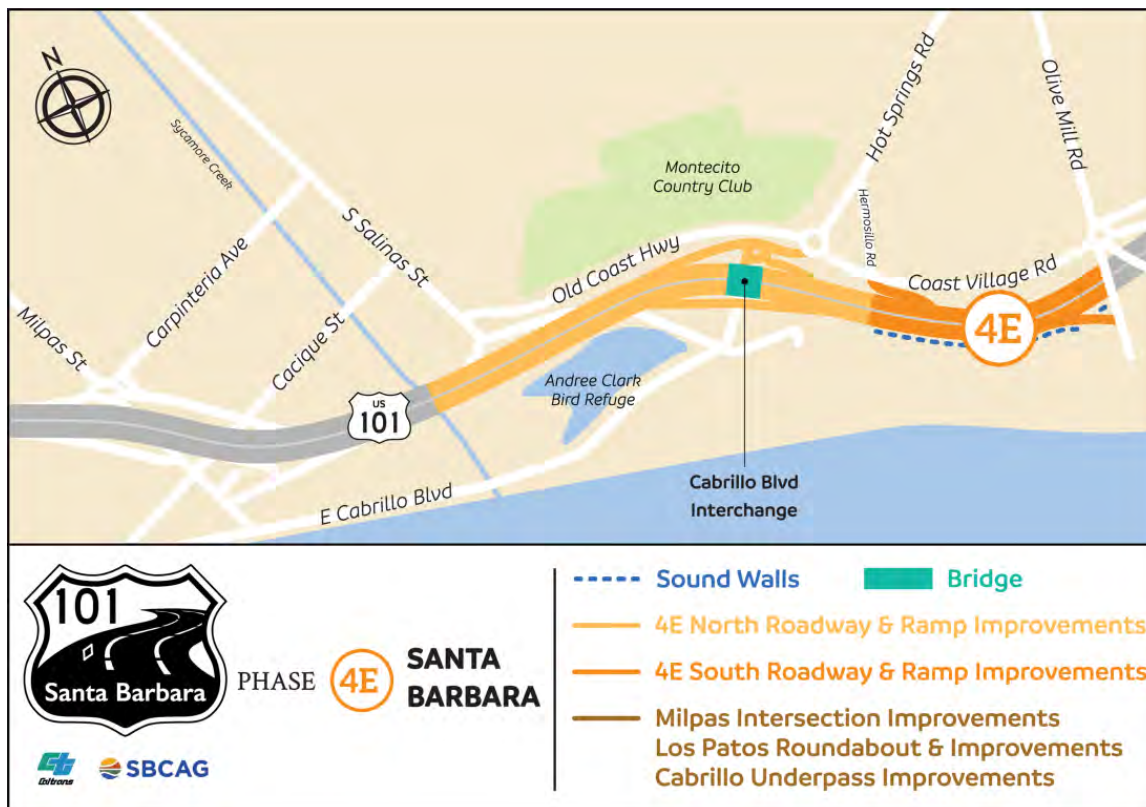 N
Sycamore Creek
Milpas St
Carpinteria Ave
Cacique St
S Salinas St
US
101
Old Coast Hwy
Montecito
Country Club
Andree Clark
Bird Refuge
E Cabrillo Blvd
Hot Springs Rd
Hermosillo Rd
Coast Village Rd
Olive Mill Rd
4E
Cabrillo Blvd
Interchange
101
Santa Barbara
PHASE
4E
SANTA
BARBARA
Caltrans
SBCAG
Sound Walls
Bridge
4E North Roadway & Ramp Improvements
4E South Roadway & Ramp Improvements
Milpas Intersection Improvements
Los Patos Roundabout & Improvements
Cabrillo Underpass Improvements